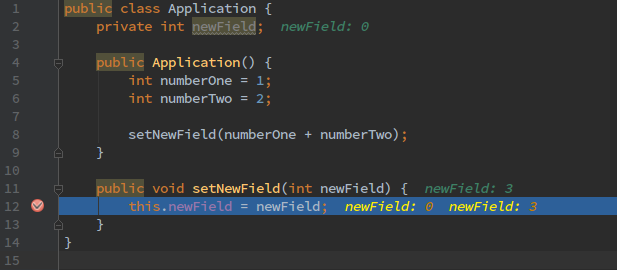 1 public class Application {
2 private int newField; newField: 0
3
4 public Application() {
5 int numberOne = 1;
6 int numberTwo = 2;
7
8 setNewField(numberOne + numberTwo);
9 }
10
11 public void setNewField(int newField) { newField: 3
12 this.newField = newField; newField: 0 newField: 3
13 }
14 }
15